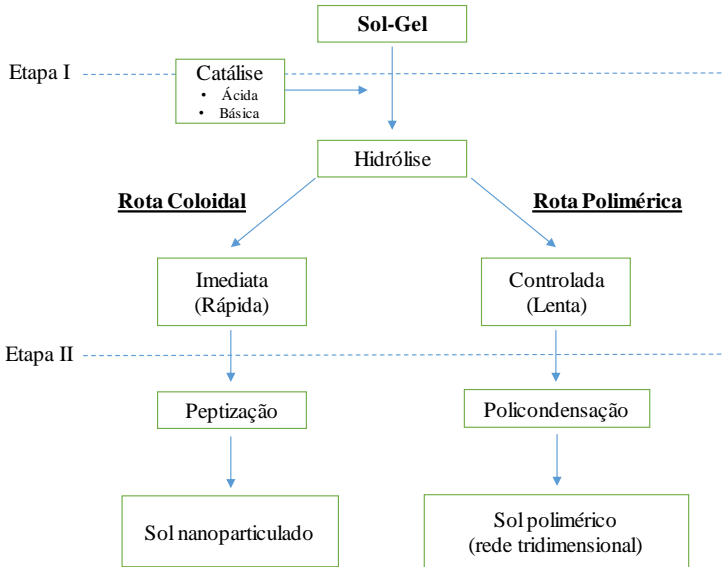 Sol-Gel
Etapa I
Catálise
• Ácida
• Básica
Hidrólise
Rota Coloidal
Rota Polimérica
Imediata
(Rápida)
Controlada
(Lenta)
Etapa II
Peptização
Policondensação
Sol nanoparticulado
Sol polimérico
(rede tridimensional)